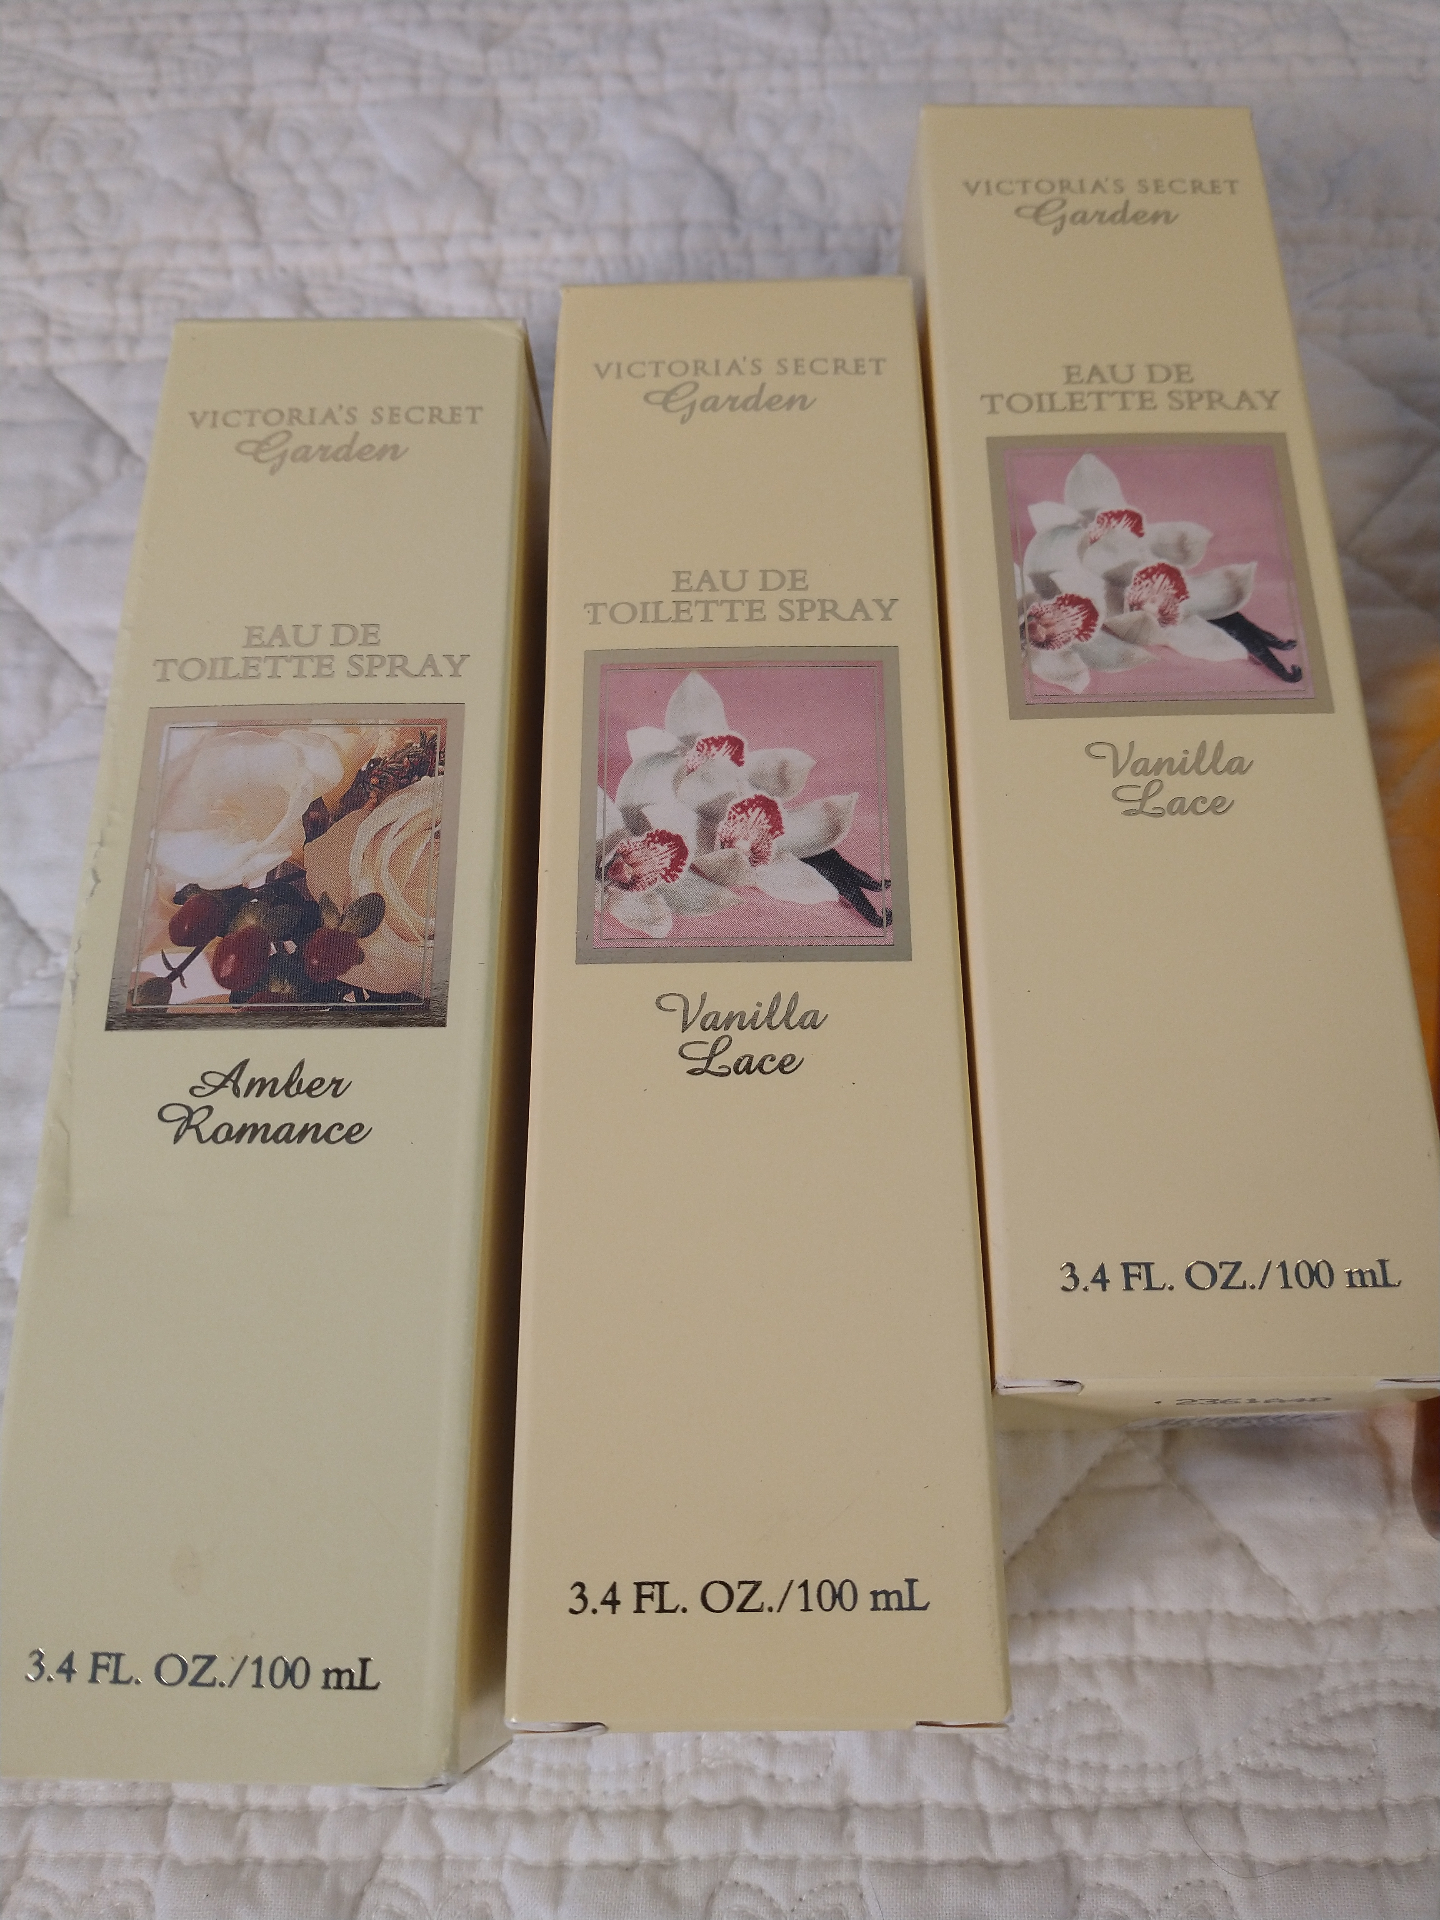 VICTORIA'S SECRET
Garden
EAU DE
TOILETTE SPRAY
Amber
Romance
3.4 FL. OZ./100 mL
VICTORIA'S SECRET
Garden
EAU DE
TOILETTE SPRAY
Vanilla
Lace
3.4 FL. OZ./100 mL
VICTORIA'S SECRET
Garden
EAU DE
TOILETTE SPRAY
Vanilla
Lace
3.4 FL. OZ./100 mL